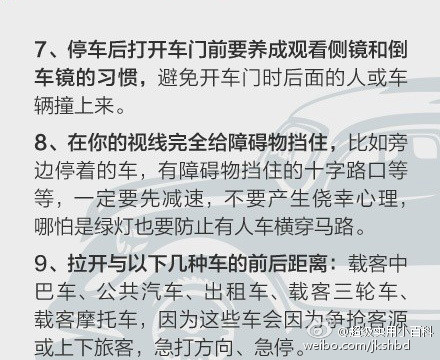 7、停车后打开车门前要养成观看侧镜和倒
车镜的习惯，避免开车门时后面的人或车
辆撞上来。
8、在你的视线完全给障碍物挡住，比如旁
边停着的车，有障碍物挡住的十字路口等
等，一定要先减速，不要产生侥幸心理，
哪怕是绿灯也要防止有人车横穿马路。
9、拉开与以下几种车的前后距离：载客中
巴车、公共汽车、出租车、载客三轮车、
载客摩托车，因为这些车会因为争抢客源
或上下旅客，急打方向、急停。
@超级实用小百科
weibo.com/jkshbd